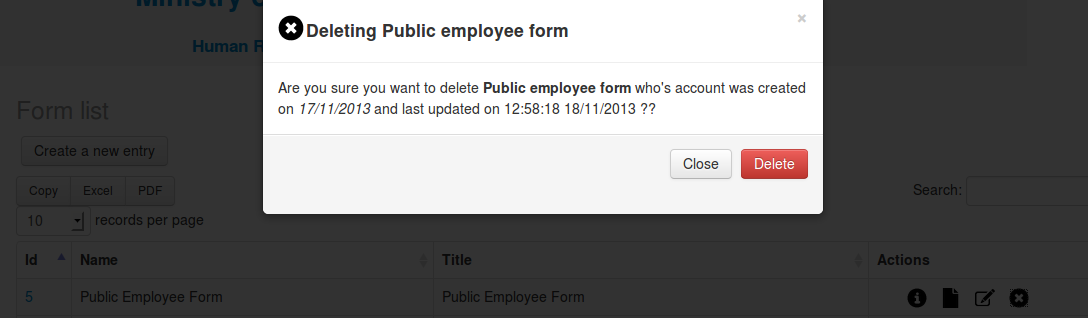 Ministry
×
Deleting Public employee form
Human R
Are you sure you want to delete Public employee form who's account was created
on 17/11/2013 and last updated on 12:58:18 18/11/2013 ??
Form list
Create a new entry
Close Delete
Copy Excel PDF
Search:
10 records per page
Id Name Title Actions
5 Public Employee Form Public Employee Form